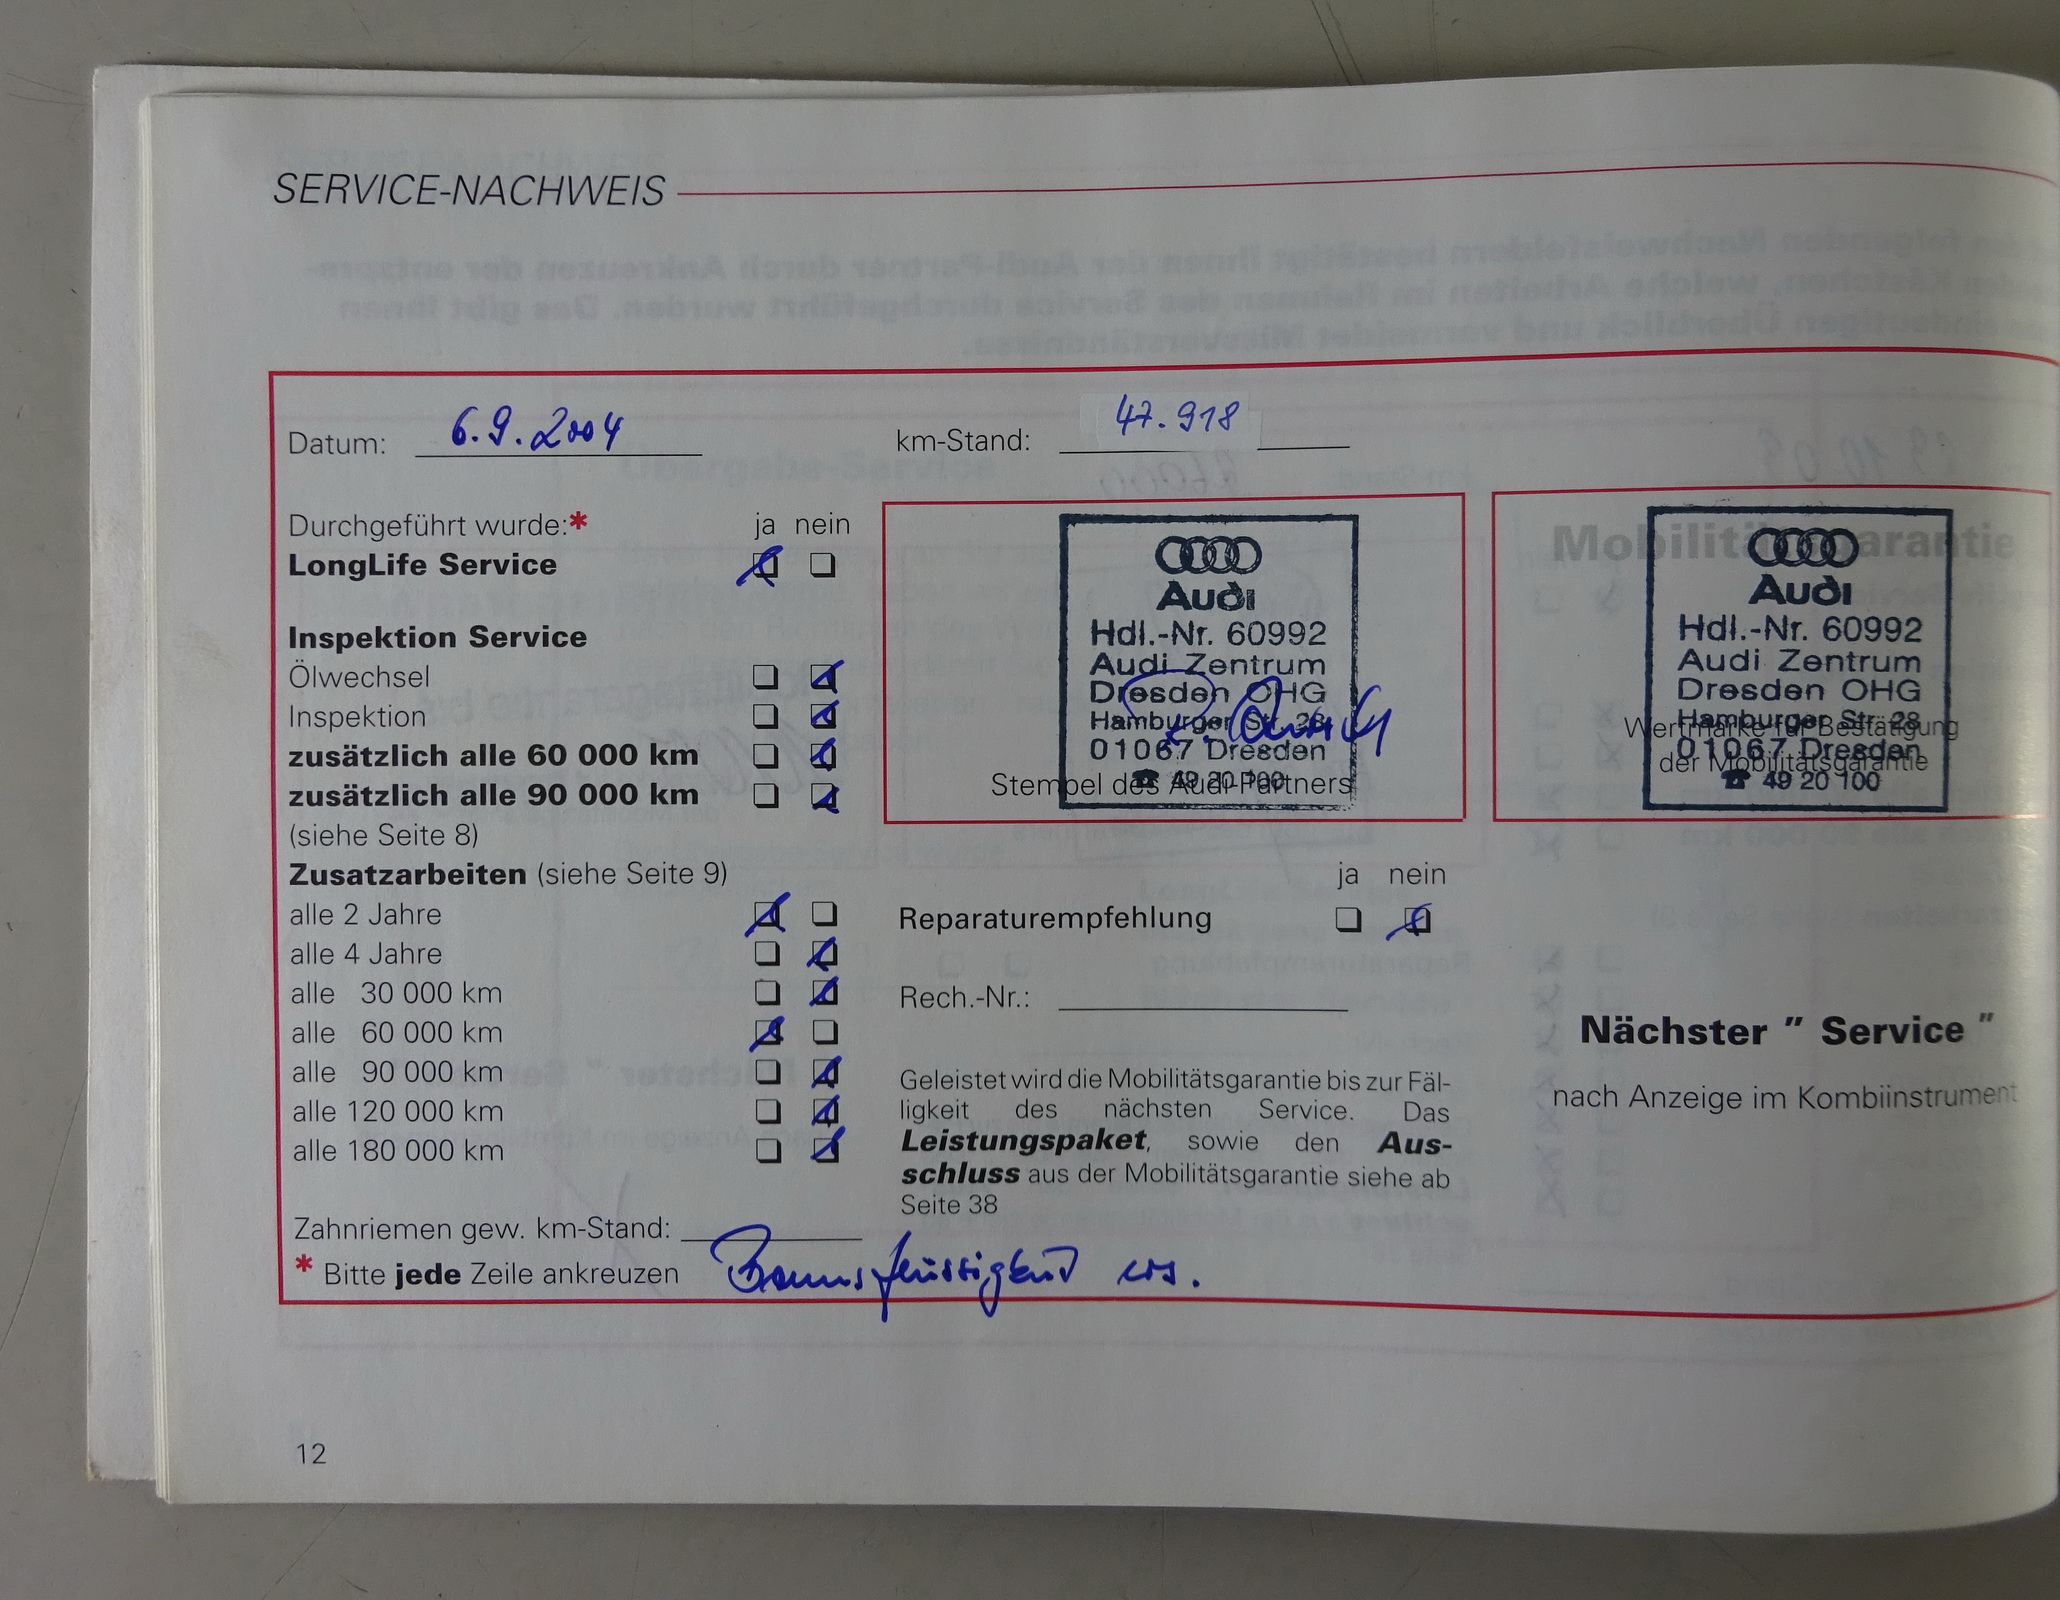 SERVICE-NACHWEIS
Datum: 6.9.2004
km-Stand: 47.918
Durchgeführt wurde:* ja nein
LongLife Service
Inspektion Service
Ölwechsel
Inspektion
zusätzlich alle 60 000 km
zusätzlich alle 90 000 km
(siehe Seite 8)
Zusatzarbeiten (siehe Seite 9)
alle 2 Jahre
alle 4 Jahre
alle 30 000 km
alle 60 000 km
alle 90 000 km
alle 120 000 km
alle 180 000 km
Zahnriemen gew. km-Stand:
* Bitte jede Zeile ankreuzen
Audi
Hdl.-Nr. 60992
Audi Zentrum
Dresden OHG
Hamburger Str. 28
01067 Dresden
☎ 49 20 100
Stempel des Audi-Partners
ja nein
Reparaturempfehlung
Rech.-Nr.:
Geleistet wird die Mobilitätsgarantie bis zur Fäl-
ligkeit des nächsten Service. Das
Leistungspaket, sowie den Aus-
schluss aus der Mobilitätsgarantie siehe ab
Seite 38
Mobilitätsgarantie
Audi
Hdl.-Nr. 60992
Audi Zentrum
Dresden OHG
Hamburger Str. 28
01067 Dresden
☎ 49 20 100
Wertmarke für Bestätigung
der Mobilitätsgarantie
Nächster " Service "
nach Anzeige im Kombiinstrument
12